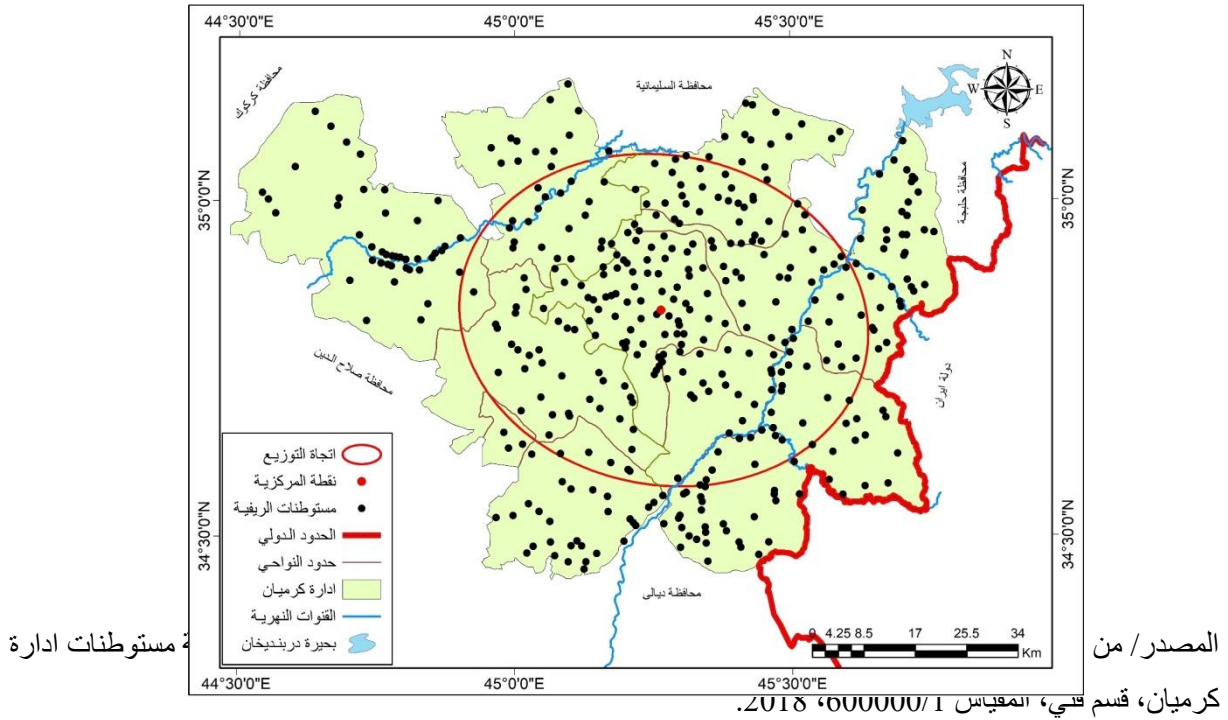 44°30'0"E 45°00'0"E 45°30'0"E
محافظة كركوك
محافظة السليمانية
N
W E
S
35°0'0"N
35°0'0"N
محافظة حلبجة
محافظة صلاح الدين
دولة ايران
اتجاة التوزيع
نقطة المركزية
مستوطنات الريفية
الحدود الدولي
حدود النواحي
ادارة كرميان
القنوات النهرية
بحيرة دربنديخان
34°30'0"N
34°30'0"N
محافظة ديالى
0 4.25 8.5 17 25.5 34
Km
44°30'0"E 45°00'0"E 45°30'0"E
المصدر/ من مستوطنات ادارة
كرميان، قسم فني، المقياس 600000/1، 2018.